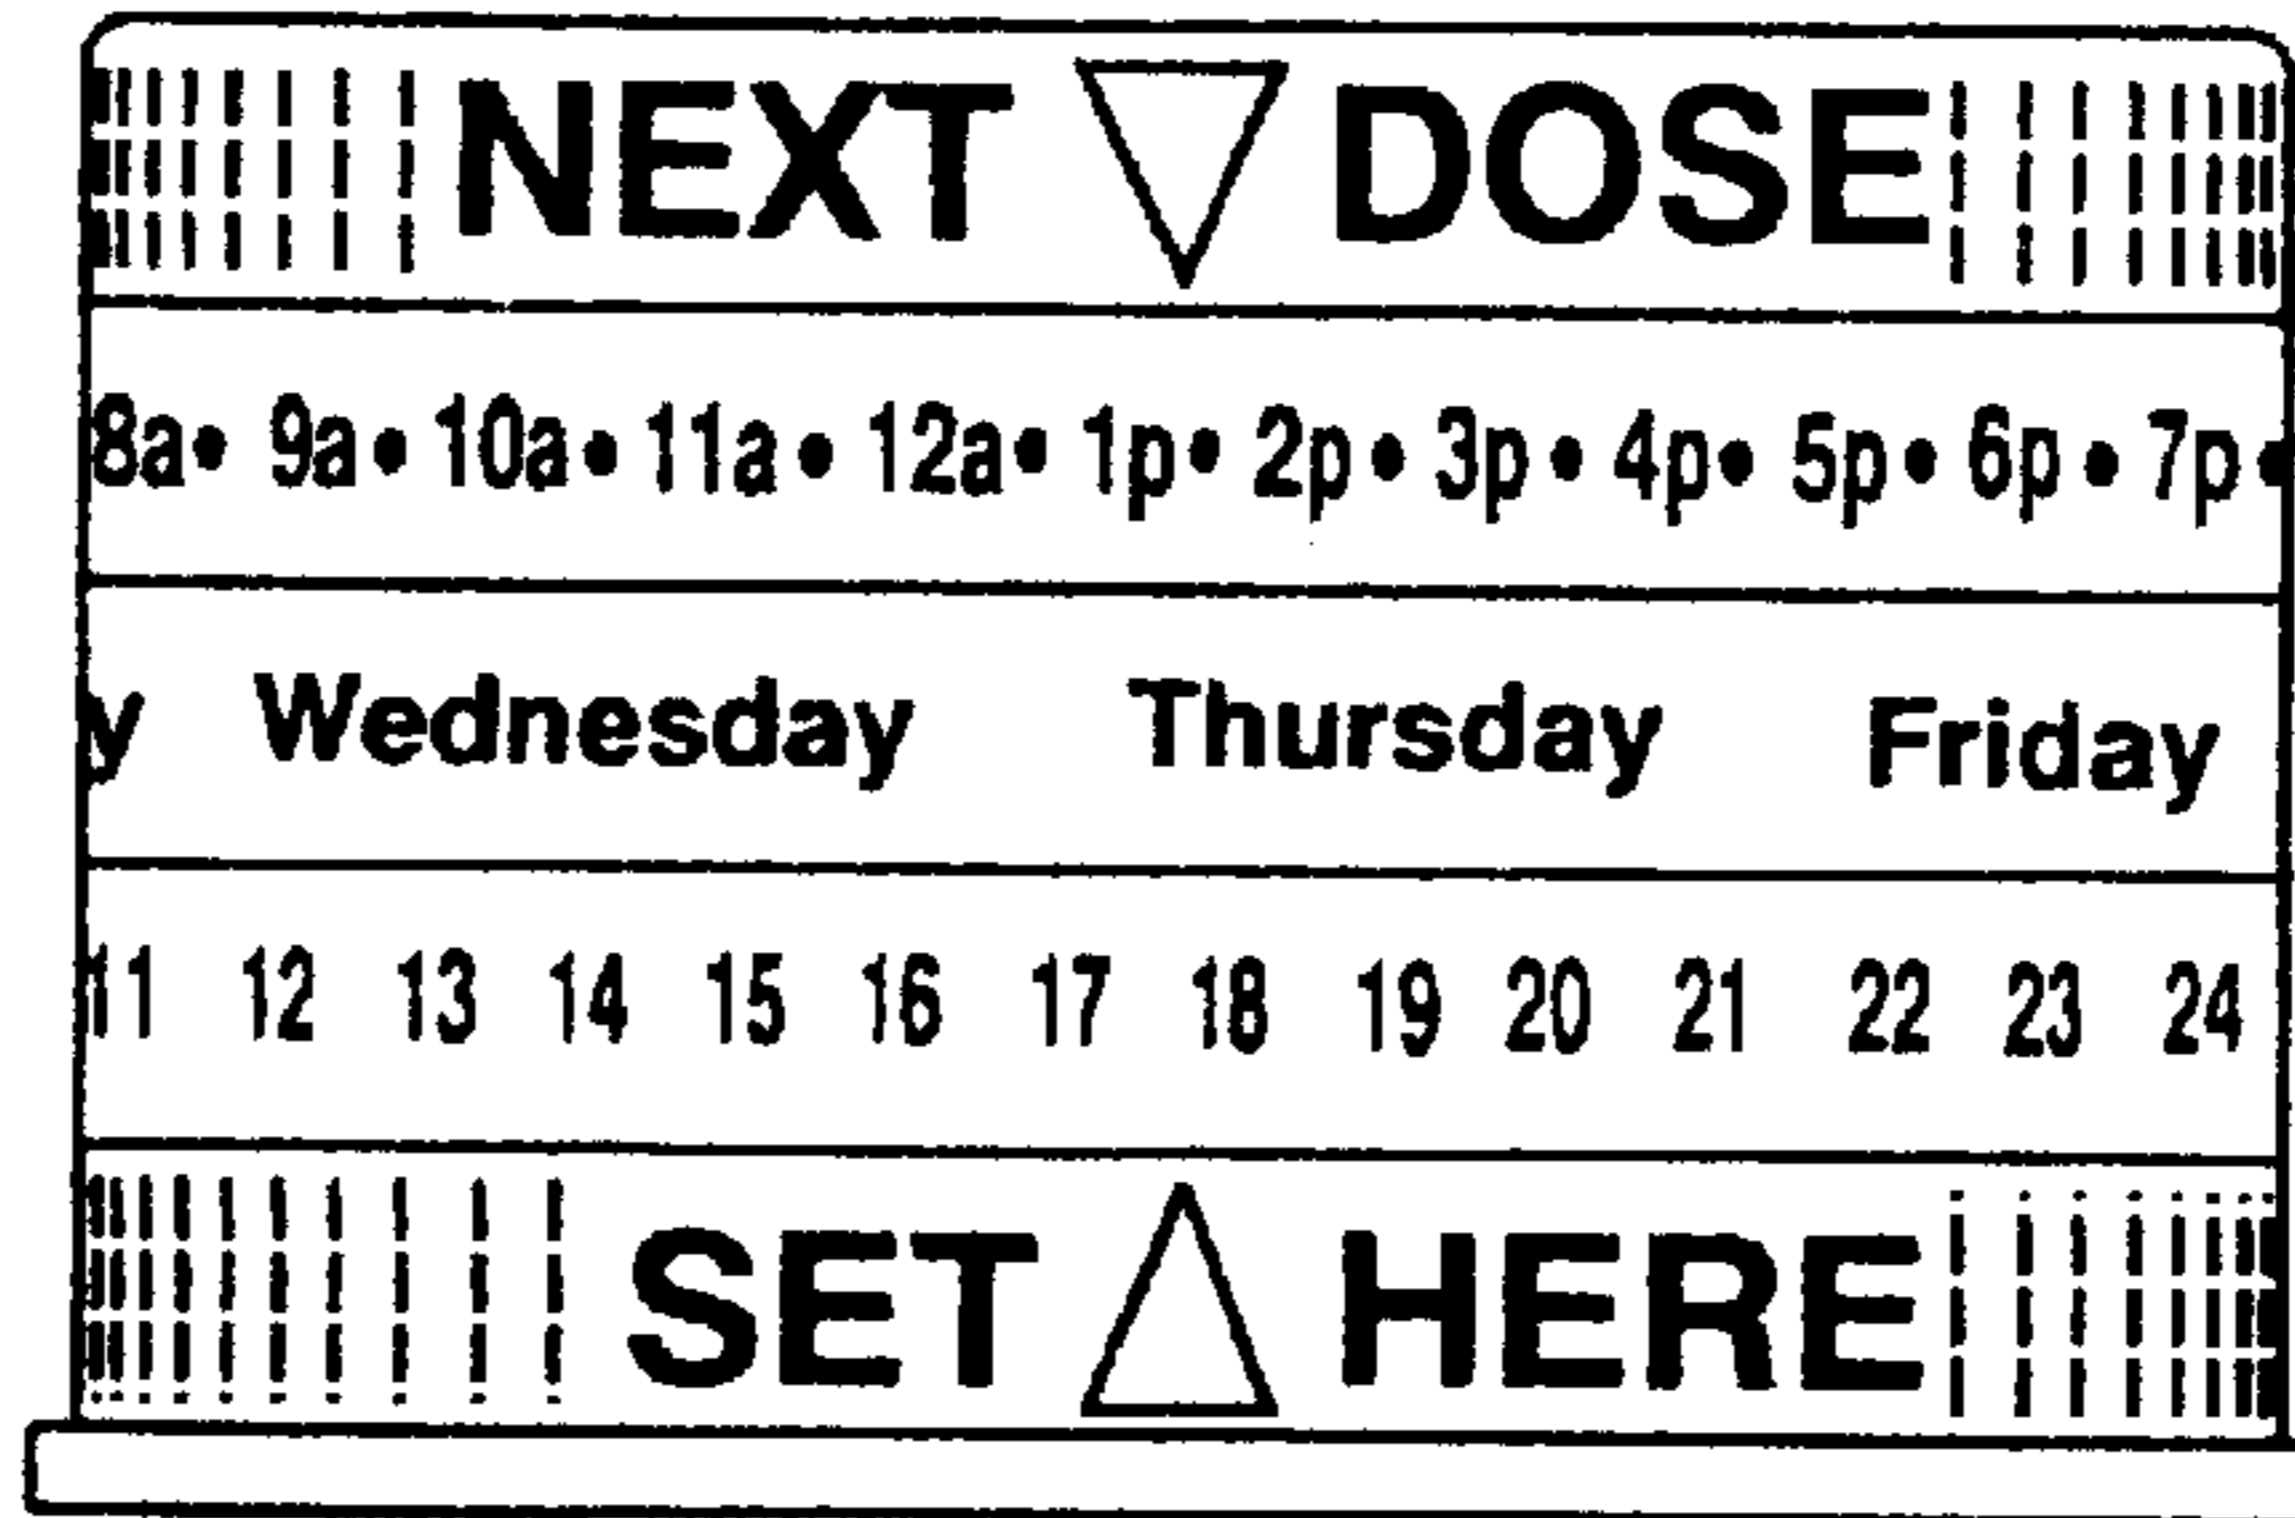 NEXT DOSE
8a• 9a• 10a• 11a• 12a• 1p• 2p• 3p• 4p• 5p• 6p• 7p•
y Wednesday Thursday Friday
11 12 13 14 15 16 17 18 19 20 21 22 23 24
SET HERE